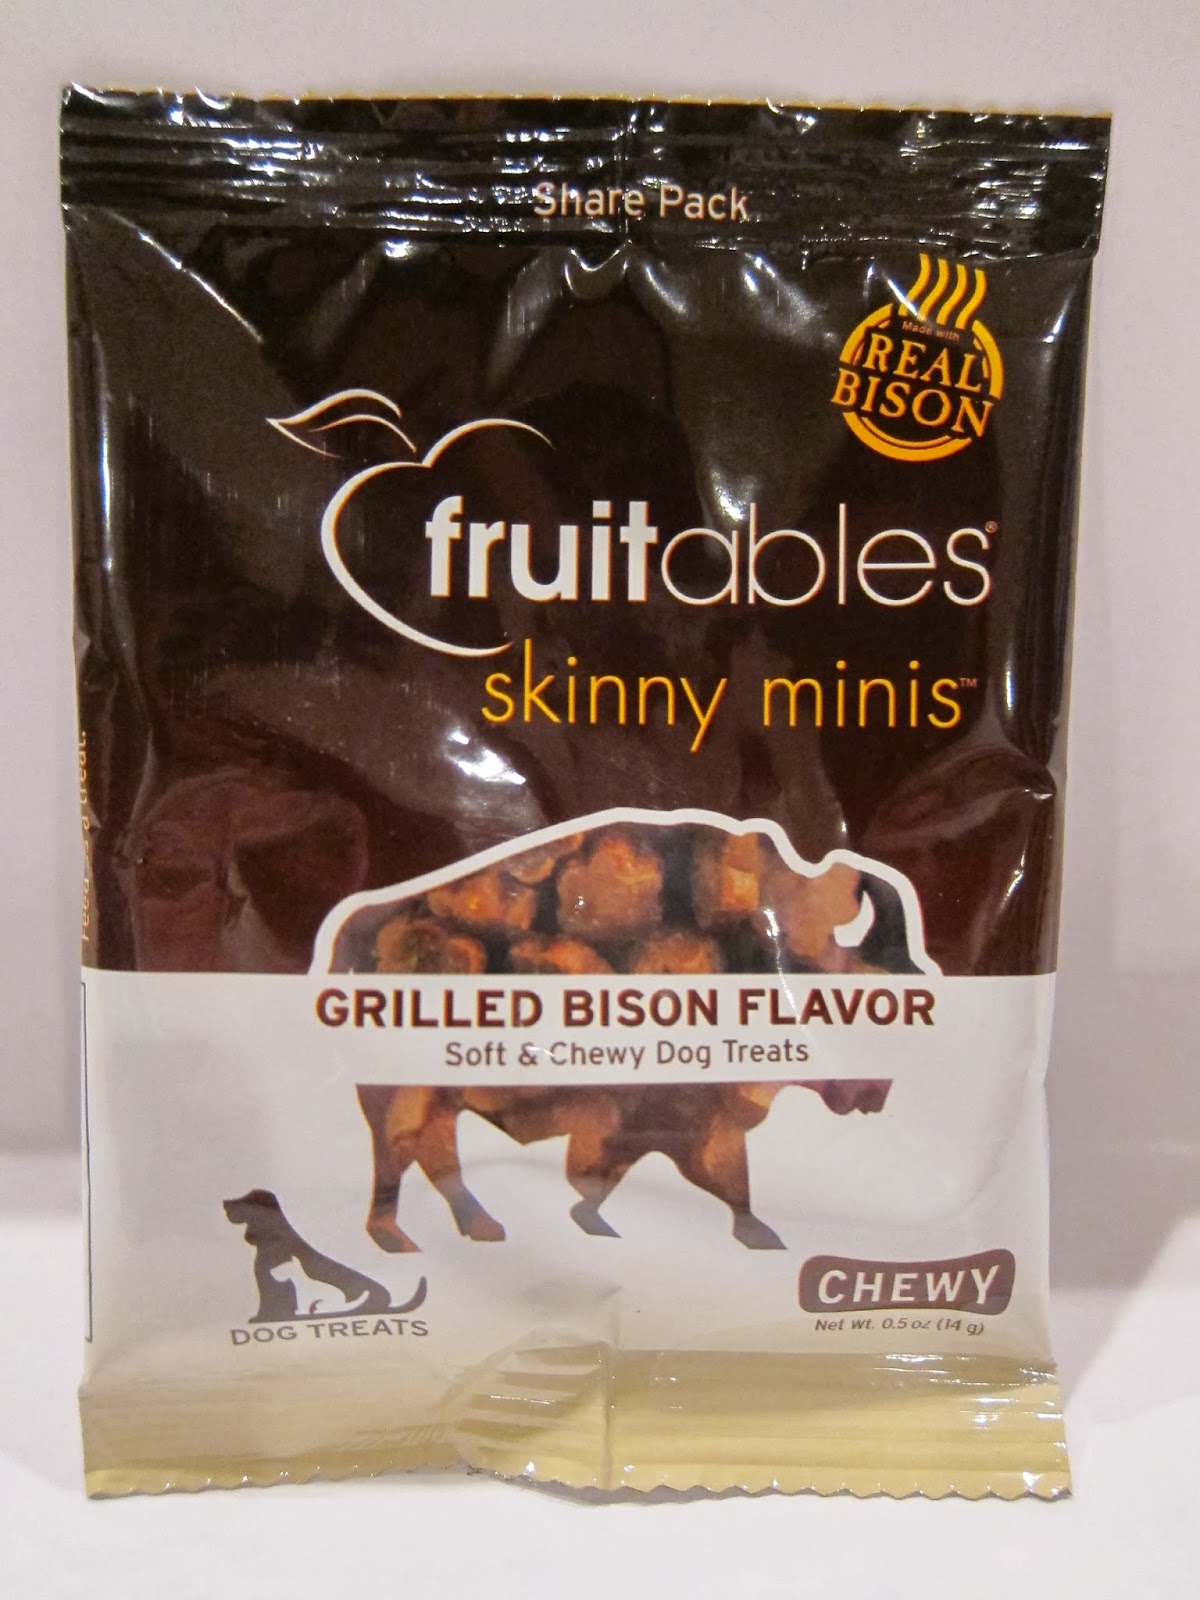 Share Pack
Made with
REAL
BISON
fruitables®
skinny minis™
GRILLED BISON FLAVOR
Soft & Chewy Dog Treats
DOG TREATS
CHEWY
Net wt. 0.5 oz (14 g)